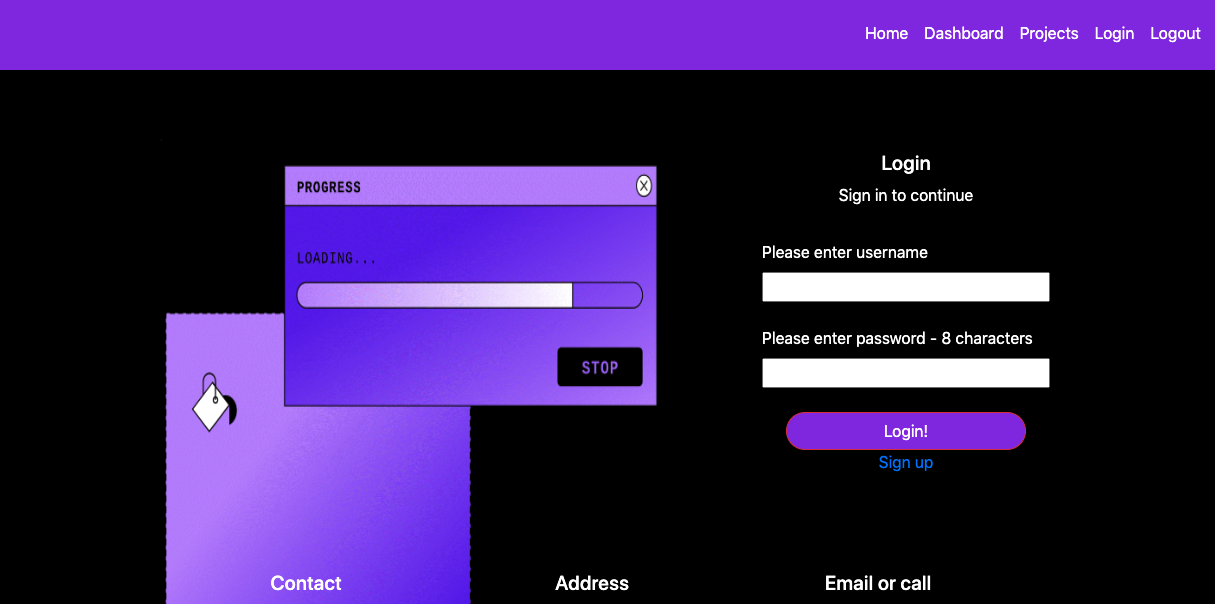 Home Dashboard Projects Login Logout
PROGRESS X
LOADING...
STOP
Login
Sign in to continue
Please enter username
Please enter password - 8 characters
Login!
Sign up
Contact Address Email or call